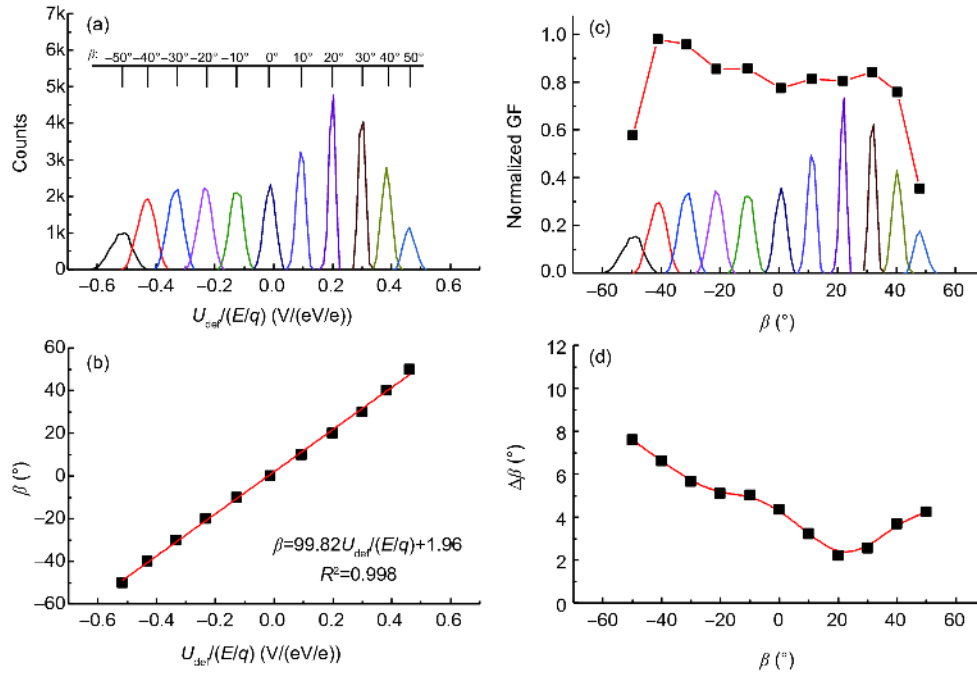 (a)
7k
6k
5k
4k
3k
2k
1k
0
Counts
β: −50° −40° −30° −20° −10° 0° 10° 20° 30° 40° 50°
−0.6 −0.4 −0.2 0.0 0.2 0.4 0.6
U_def/(E/q) (V/(eV/e))
(c)
1.0
0.8
0.6
0.4
0.2
0.0
Normalized GF
−60 −40 −20 0 20 40 60
β (°)
(b)
60
40
20
0
−20
−40
−60
β (°)
β=99.82U_def/(E/q)+1.96
R²=0.998
−0.6 −0.4 −0.2 0.0 0.2 0.4 0.6
U_def/(E/q) (V/(eV/e))
(d)
12
10
8
6
4
2
0
Δβ (°)
−60 −40 −20 0 20 40 60
β (°)